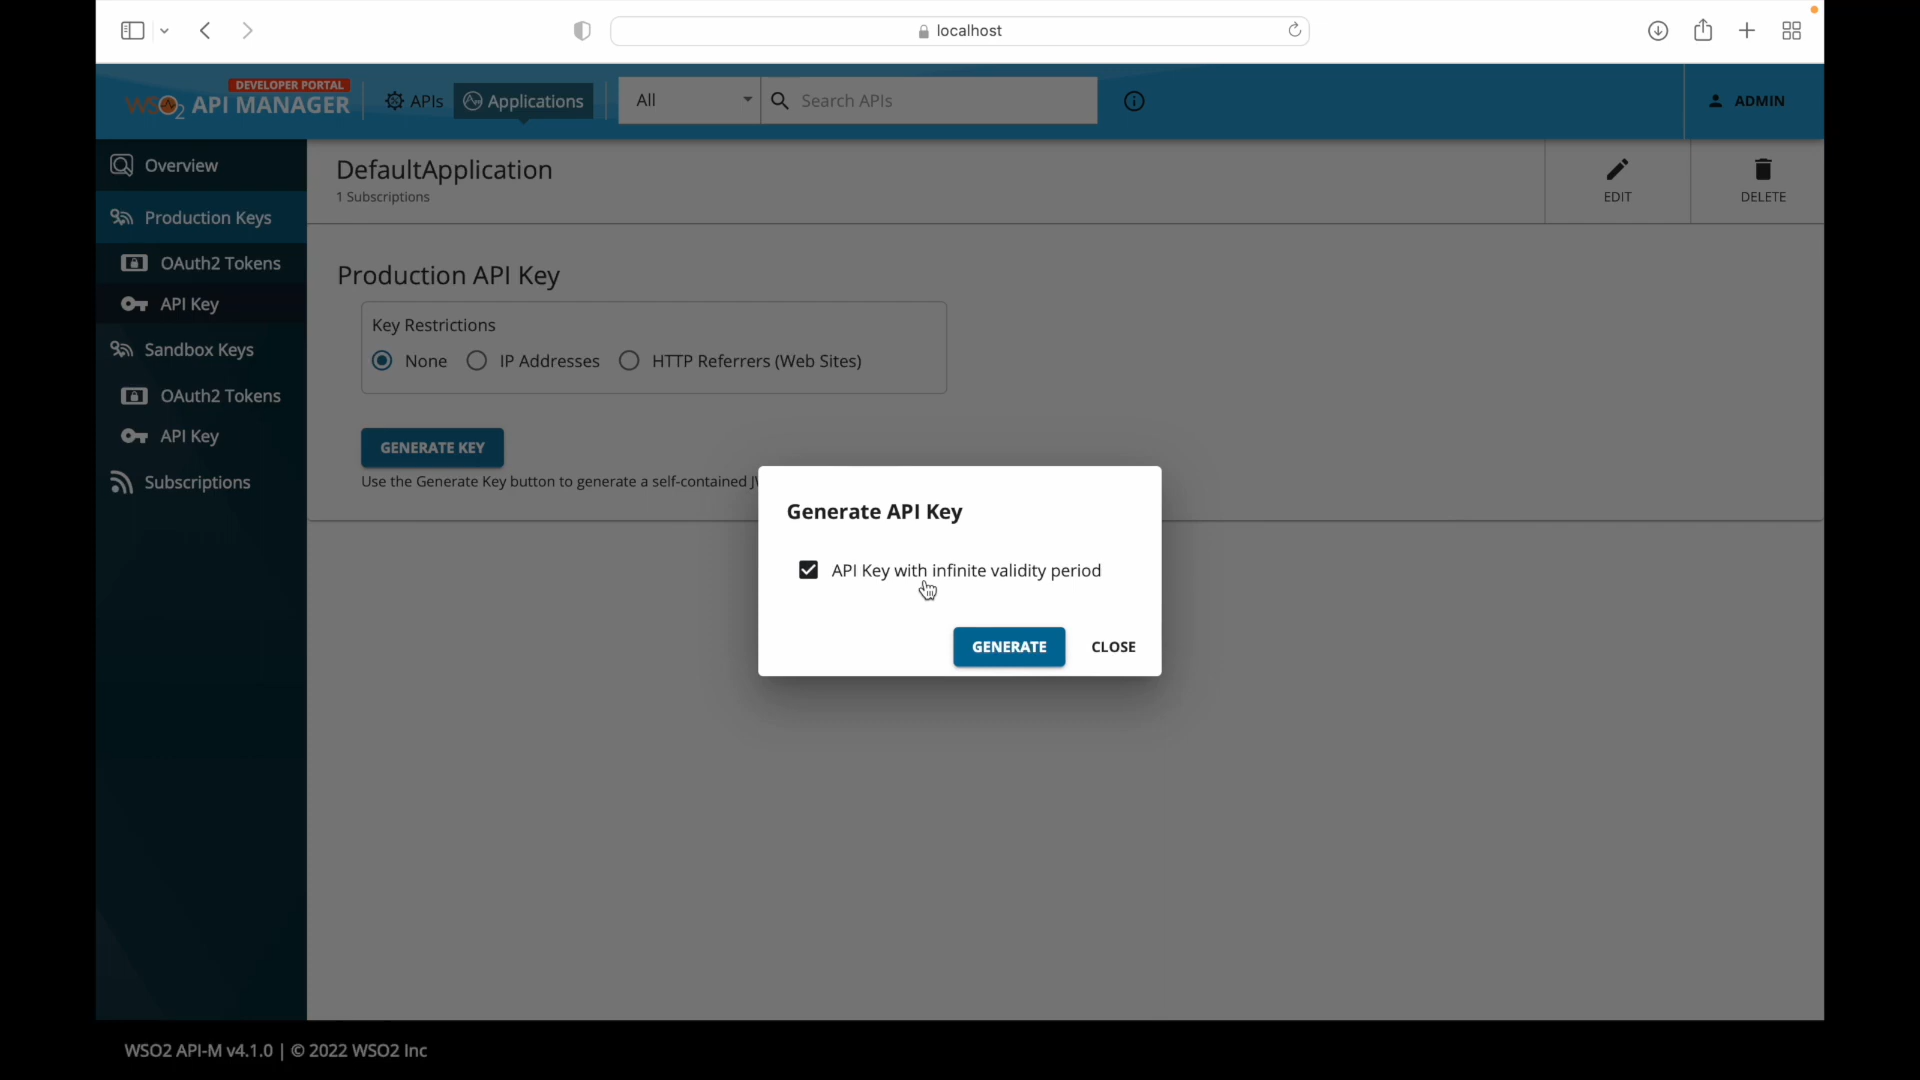 localhost
DEVELOPER PORTAL
WSO2 API MANAGER
APIs
Applications
All
Search APIs
ADMIN
Overview
Production Keys
OAuth2 Tokens
API Key
Sandbox Keys
OAuth2 Tokens
API Key
Subscriptions
DefaultApplication
1 Subscriptions
EDIT
DELETE
Production API Key
Key Restrictions
None
IP Addresses
HTTP Referrers (Web Sites)
GENERATE KEY
Use the Generate Key button to generate a self-contained
Generate API Key
API Key with infinite validity period
GENERATE
CLOSE
WSO2 API-M v4.1.0 | © 2022 WSO2 Inc